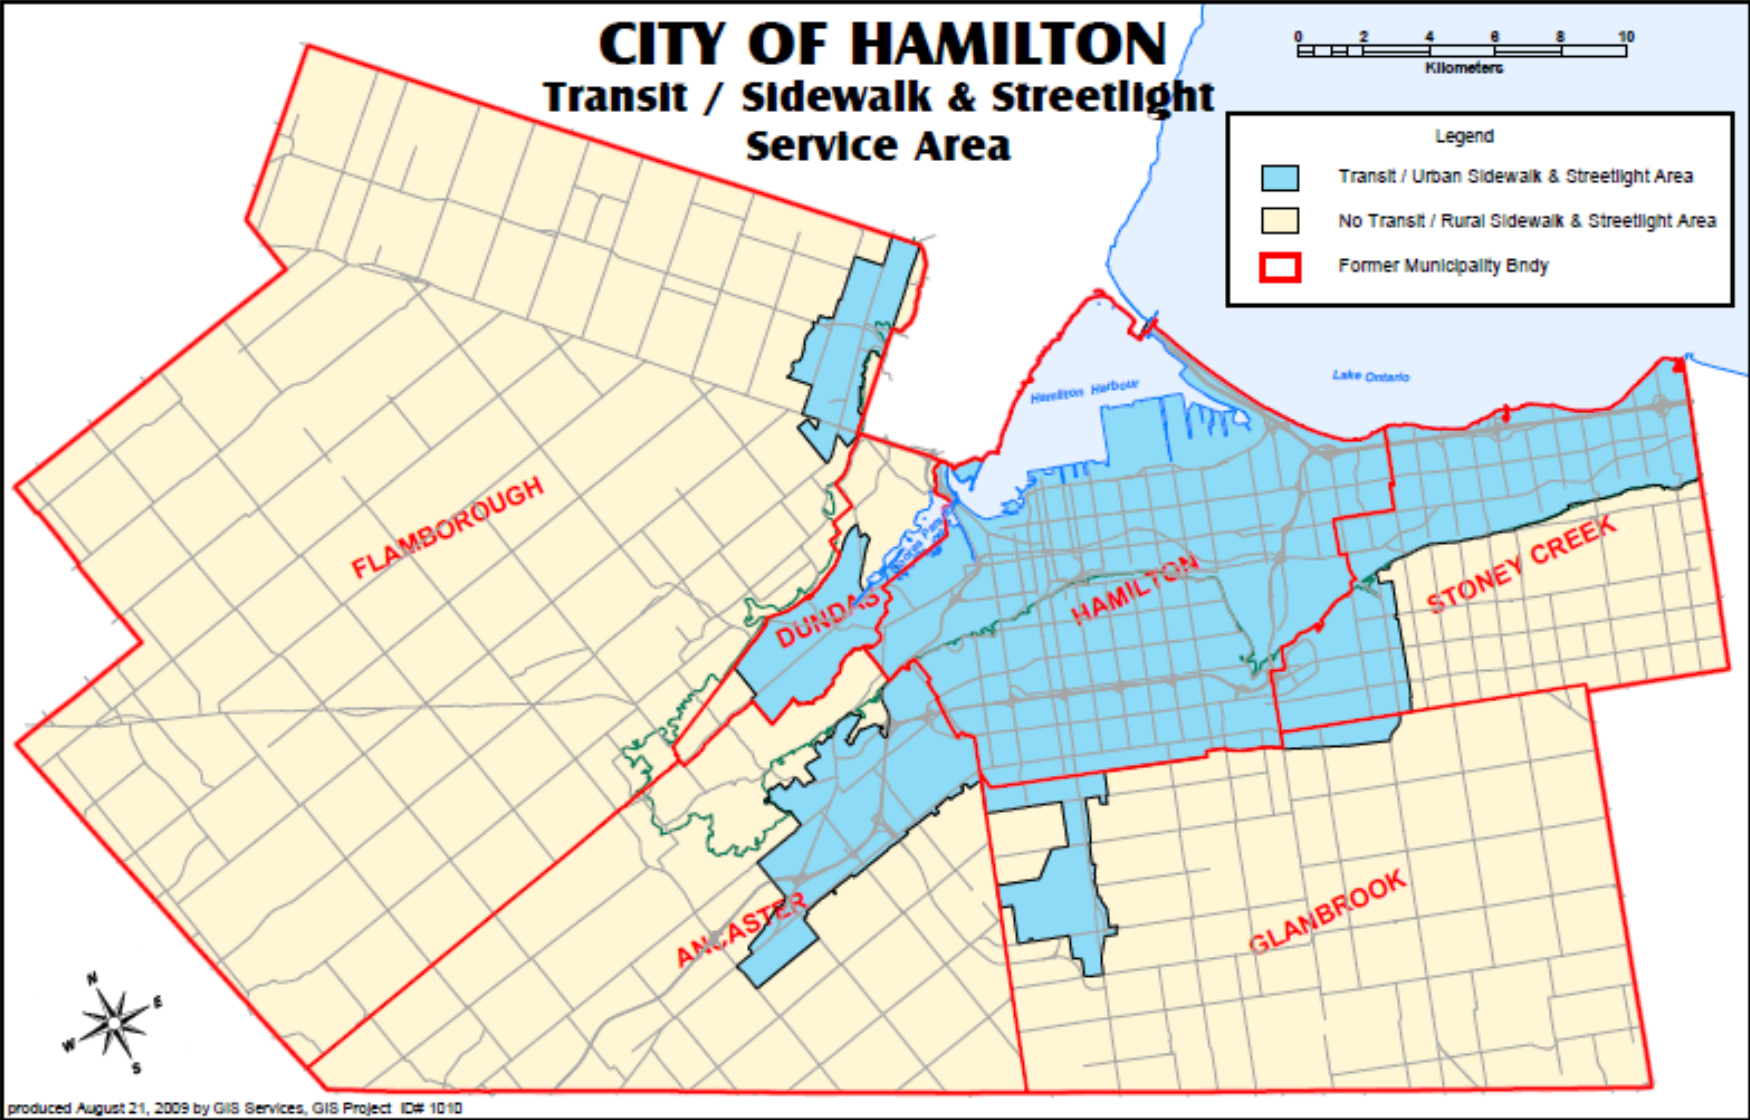 CITY OF HAMILTON
Transit / Sidewalk & Streetlight
Service Area
0 2 4 6 8 10
Kilometers
Legend
Transit / Urban Sidewalk & Streetlight Area
No Transit / Rural Sidewalk & Streetlight Area
Former Municipality Bndy
Lake Ontario
Hamilton Harbour
FLAMBOROUGH
DUNDAS
HAMILTON
STONEY CREEK
ANCASTER
GLANBROOK
N
E
W
S
produced August 21, 2009 by GIS Services, GIS Project ID# 1010